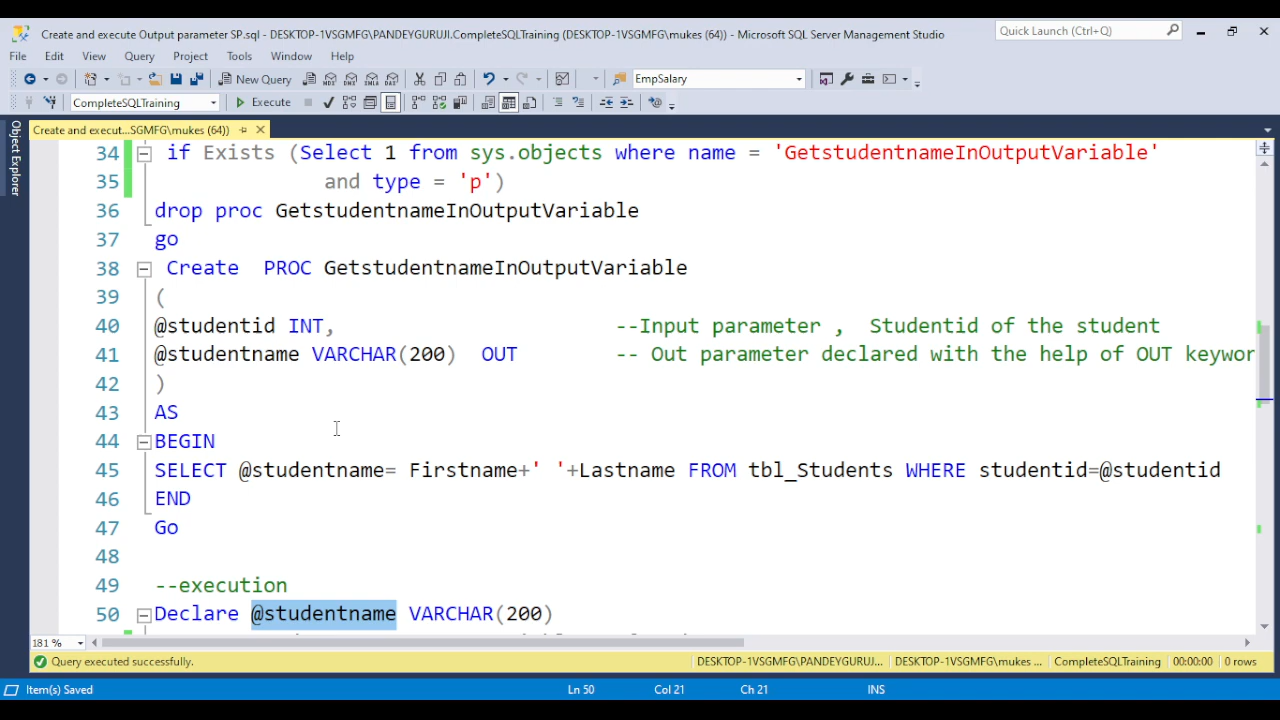 Create and execute Output parameter SP.sql - DESKTOP-1VSGMFG\PANDEYGURUJI.CompleteSQLTraining (DESKTOP-1VSGMFG\mukes (64)) - Microsoft SQL Server Management Studio
Quick Launch (Ctrl+Q)
File Edit View Query Project Tools Window Help
New Query EmpSalary
CompleteSQLTraining Execute
Object Explorer
Create and execut...SGMFG\mukes (64))
34 if Exists (Select 1 from sys.objects where name = 'GetstudentnameInOutputVariable'
35 and type = 'p')
36 drop proc GetstudentnameInOutputVariable
37 go
38 Create PROC GetstudentnameInOutputVariable
39 (
40 @studentid INT, --Input parameter , Studentid of the student
41 @studentname VARCHAR(200) OUT -- Out parameter declared with the help of OUT keywor
42 )
43 AS
44 BEGIN
45 SELECT @studentname= Firstname+' '+Lastname FROM tbl_Students WHERE studentid=@studentid
46 END
47 Go
48
49 --execution
50 Declare @studentname VARCHAR(200)
181 %
Query executed successfully. DESKTOP-1VSGMFG\PANDEYGURUJI... DESKTOP-1VSGMFG\mukes ... CompleteSQLTraining 00:00:00 0 rows
Item(s) Saved Ln 50 Col 21 Ch 21 INS